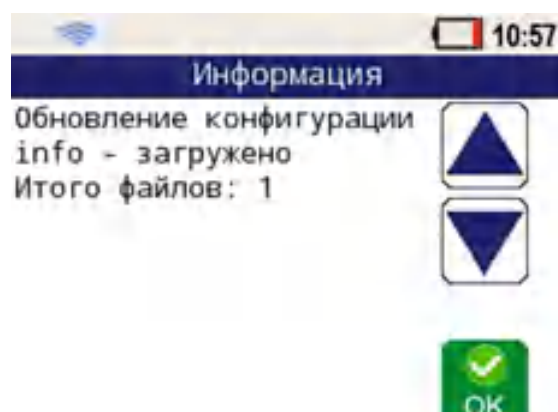 10:57
Информация
Обновление конфигурации
info - загружено
Итого файлов: 1
OK